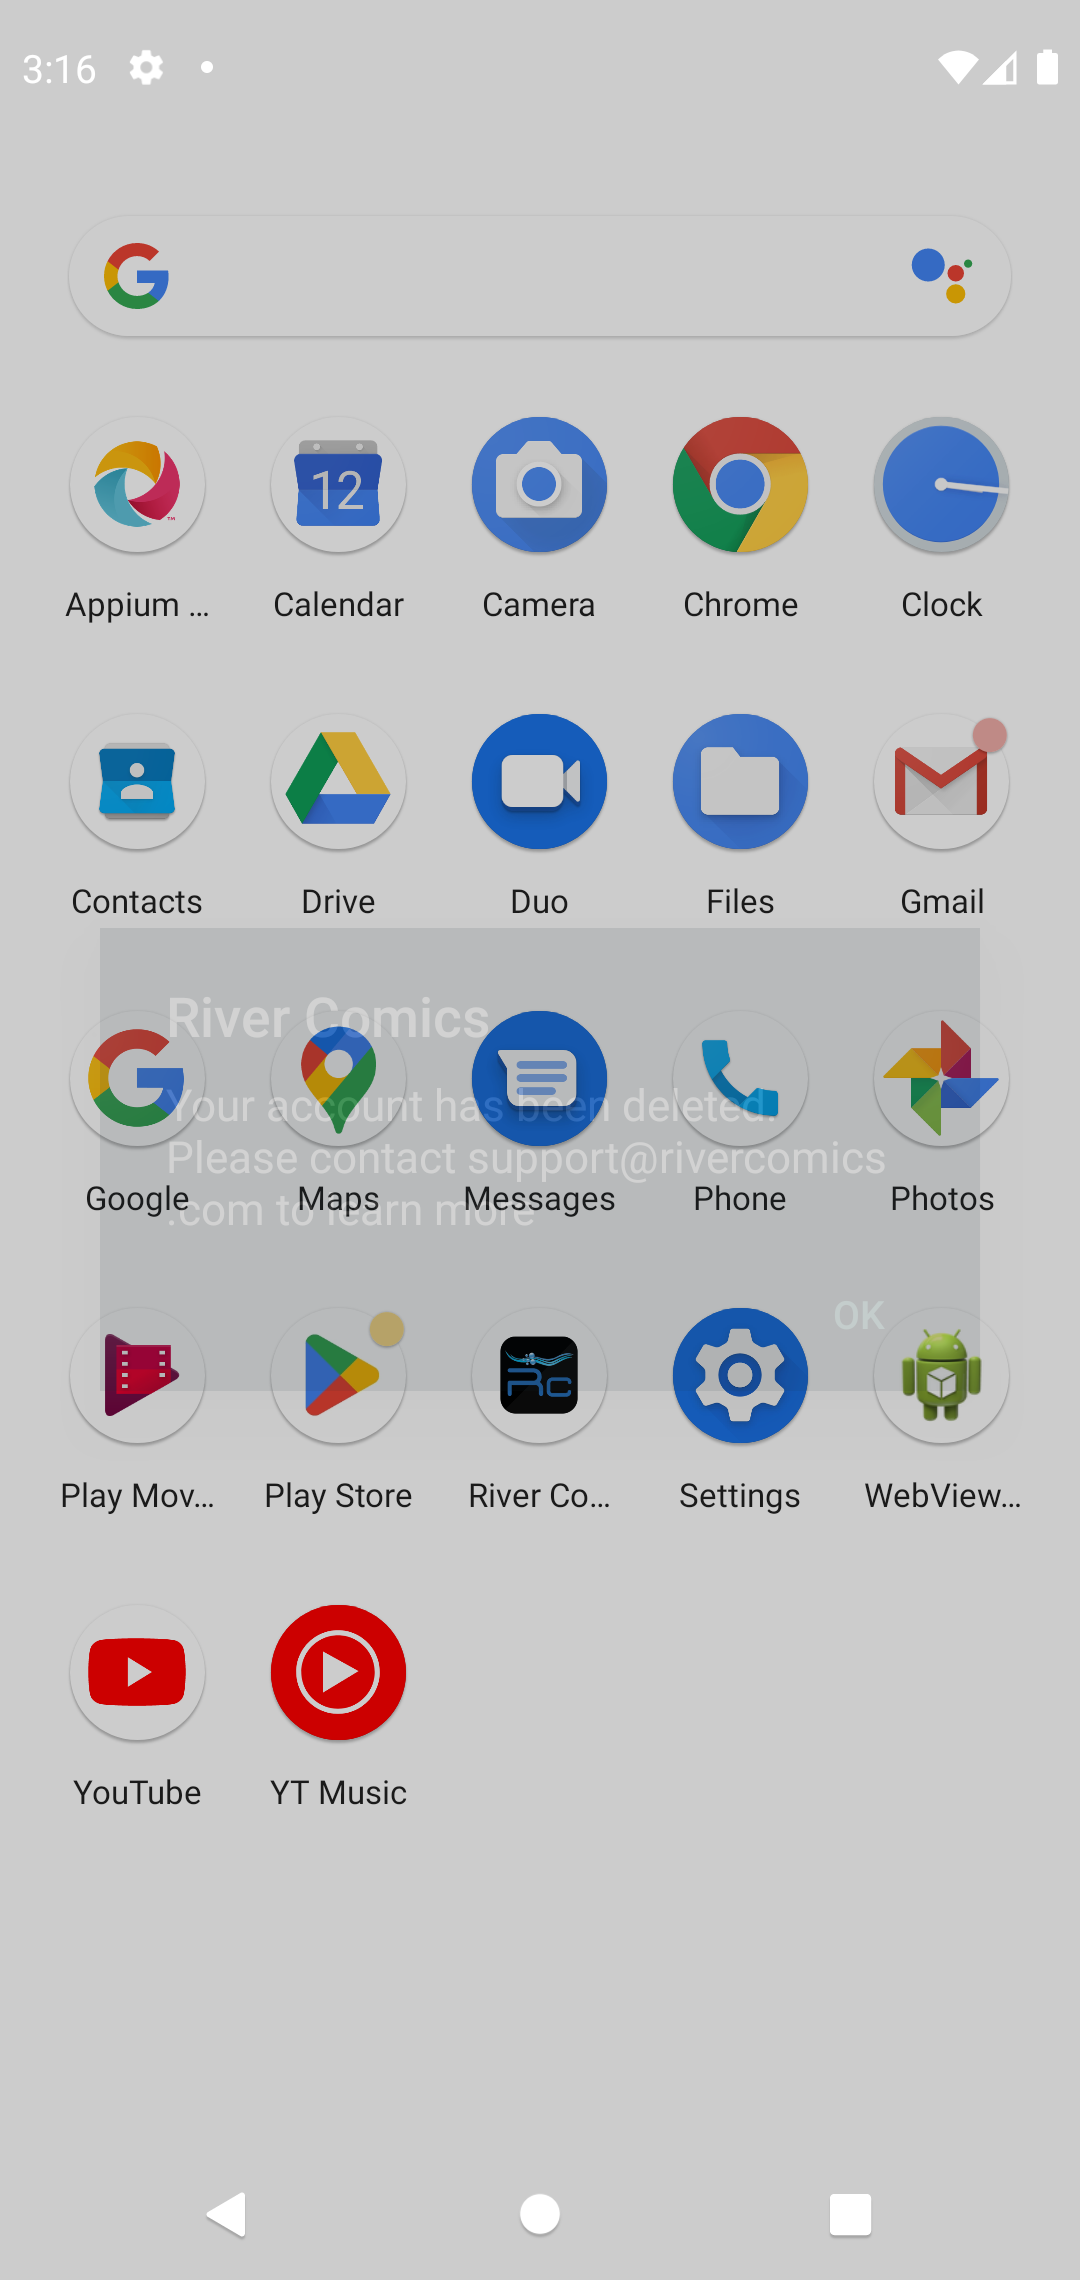 3:16
12
Appium ...
Calendar
Camera
Chrome
Clock
Contacts
Drive
Duo
Files
Gmail
River Comics
Your account has been deleted.
Please contact support@rivercomics
.com to learn more
Google
Maps
Messages
Phone
Photos
OK
RC
Play Mov...
Play Store
River Co...
Settings
WebView...
YouTube
YT Music